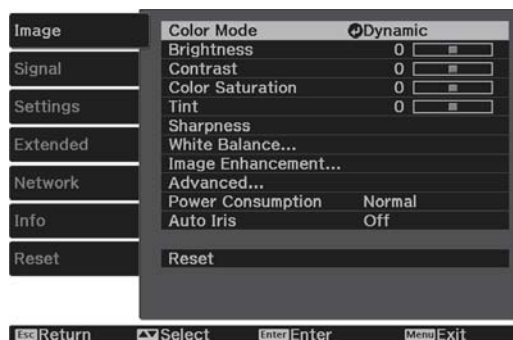 Image
Signal
Settings
Extended
Network
Info
Reset
Color Mode Dynamic
Brightness 0
Contrast 0
Color Saturation 0
Tint 0
Sharpness
White Balance...
Image Enhancement...
Advanced...
Power Consumption Normal
Auto Iris Off
Reset
Esc Return Select Enter Enter Menu Exit